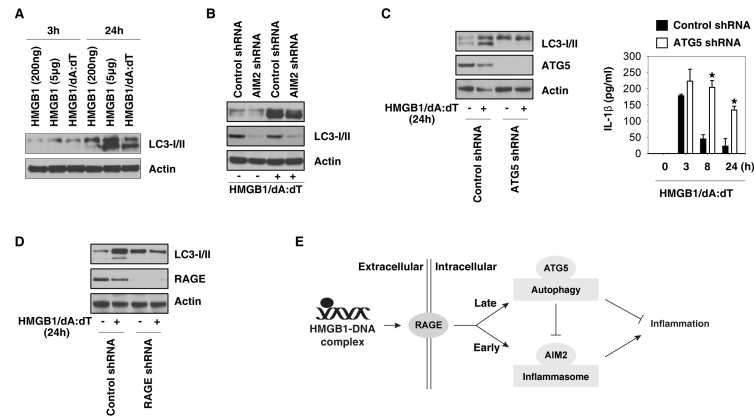 A
3h 24h
HMGB1 (200ng)
HMGB1 (5µg)
HMGB1/dA:dT
HMGB1 (200ng)
HMGB1 (5µg)
HMGB1/dA:dT
LC3-I/II
Actin
B
Control shRNA
AIM2 shRNA
Control shRNA
AIM2 shRNA
LC3-I/II
Actin
- - + +
HMGB1/dA:dT
C
LC3-I/II
ATG5
Actin
HMGB1/dA:dT - + - +
(24h)
Control shRNA
ATG5 shRNA
Control shRNA
ATG5 shRNA
IL-1β (pg/ml)
300
250
200
150
100
50
0
* *
0 3 8 24 (h)
HMGB1/dA:dT
D
LC3-I/II
RAGE
Actin
HMGB1/dA:dT - + - +
(24h)
Control shRNA
RAGE shRNA
E
Extracellular Intracellular
ATG5
Autophagy
Late
HMGB1-DNA
complex
RAGE
Inflammation
Early
AIM2
Inflammasome